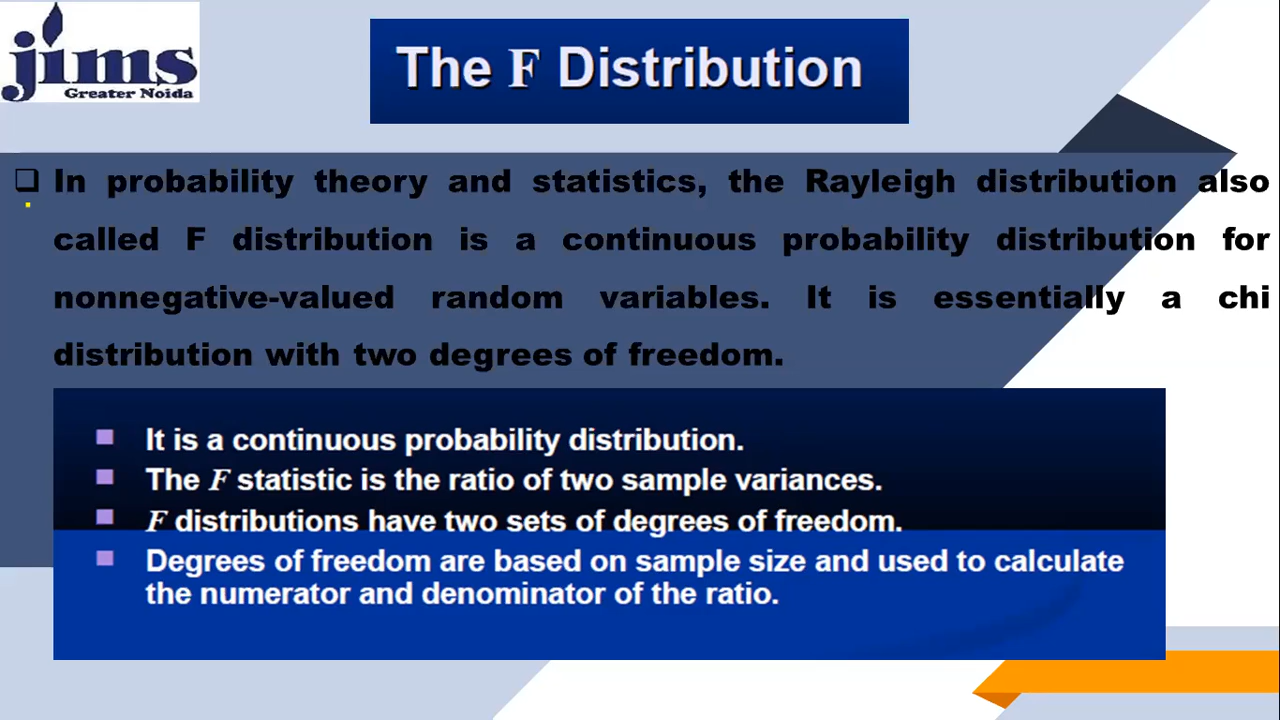 jims
Greater Noida
The F Distribution
In probability theory and statistics, the Rayleigh distribution also
called F distribution is a continuous probability distribution for
nonnegative-valued random variables. It is essentially a chi
distribution with two degrees of freedom.
It is a continuous probability distribution.
The F statistic is the ratio of two sample variances.
F distributions have two sets of degrees of freedom.
Degrees of freedom are based on sample size and used to calculate
the numerator and denominator of the ratio.